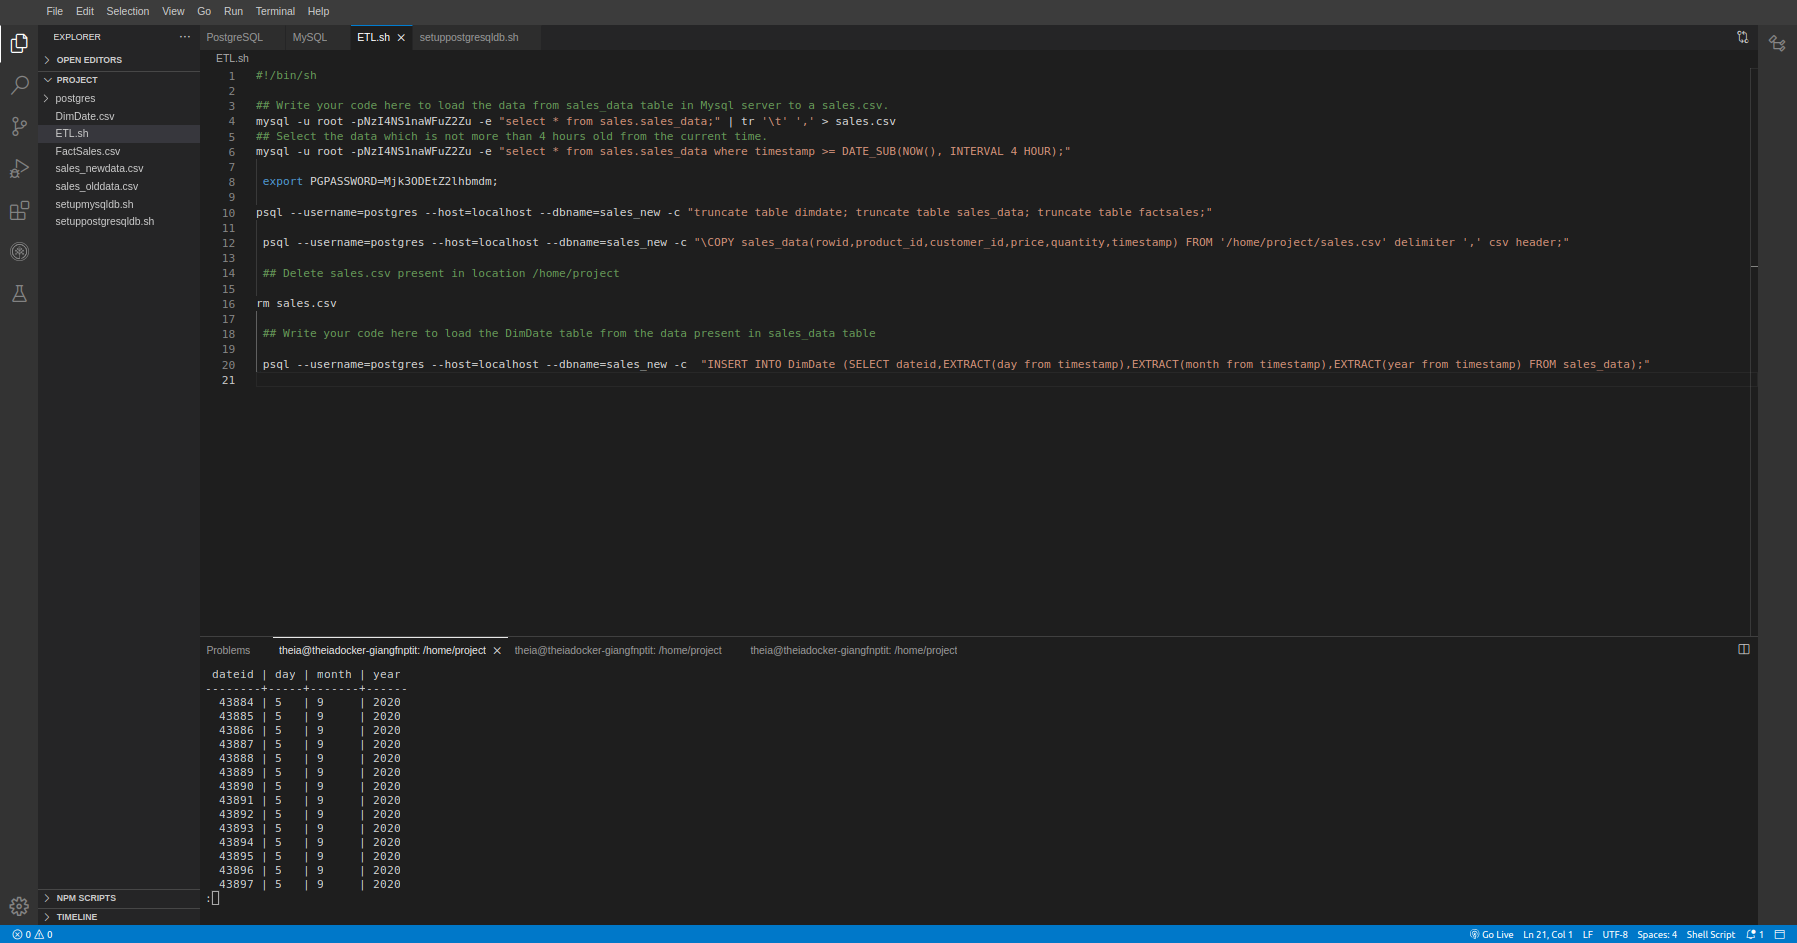 File Edit Selection View Go Run Terminal Help
EXPLORER ···
OPEN EDITORS
PROJECT
postgres
DimDate.csv
ETL.sh
FactSales.csv
sales_newdata.csv
sales_olddata.csv
setupmysqldb.sh
setuppostgresqldb.sh
NPM SCRIPTS
TIMELINE
PostgreSQL MySQL ETL.sh setuppostgresqldb.sh
ETL.sh
1 #!/bin/sh
2
3 ## Write your code here to load the data from sales_data table in Mysql server to a sales.csv.
4 mysql -u root -pNzI4NS1naWFuZ2Zu -e "select * from sales.sales_data;" | tr '\t' ',' > sales.csv
5 ## Select the data which is not more than 4 hours old from the current time.
6 mysql -u root -pNzI4NS1naWFuZ2Zu -e "select * from sales.sales_data where timestamp >= DATE_SUB(NOW(), INTERVAL 4 HOUR);"
7
8 export PGPASSWORD=Mjk3ODEtZ2lhbmdm;
9
10 psql --username=postgres --host=localhost --dbname=sales_new -c "truncate table dimdate; truncate table sales_data; truncate table factsales;"
11
12 psql --username=postgres --host=localhost --dbname=sales_new -c "\COPY sales_data(rowid,product_id,customer_id,price,quantity,timestamp) FROM '/home/project/sales.csv' delimiter ',' csv header;"
13
14 ## Delete sales.csv present in location /home/project
15
16 rm sales.csv
17
18 ## Write your code here to load the DimDate table from the data present in sales_data table
19
20 psql --username=postgres --host=localhost --dbname=sales_new -c  "INSERT INTO DimDate (SELECT dateid,EXTRACT(day from timestamp),EXTRACT(month from timestamp),EXTRACT(year from timestamp) FROM sales_data);"
21
Problems theia@theiadocker-giangfnptit: /home/project theia@theiadocker-giangfnptit: /home/project theia@theiadocker-giangfnptit: /home/project
dateid | day | month | year
--------+-----+-------+------
43884 | 5 | 9 | 2020
43885 | 5 | 9 | 2020
43886 | 5 | 9 | 2020
43887 | 5 | 9 | 2020
43888 | 5 | 9 | 2020
43889 | 5 | 9 | 2020
43890 | 5 | 9 | 2020
43891 | 5 | 9 | 2020
43892 | 5 | 9 | 2020
43893 | 5 | 9 | 2020
43894 | 5 | 9 | 2020
43895 | 5 | 9 | 2020
43896 | 5 | 9 | 2020
43897 | 5 | 9 | 2020
:
0 0 Go Live Ln 21, Col 1 LF UTF-8 Spaces: 4 Shell Script 1